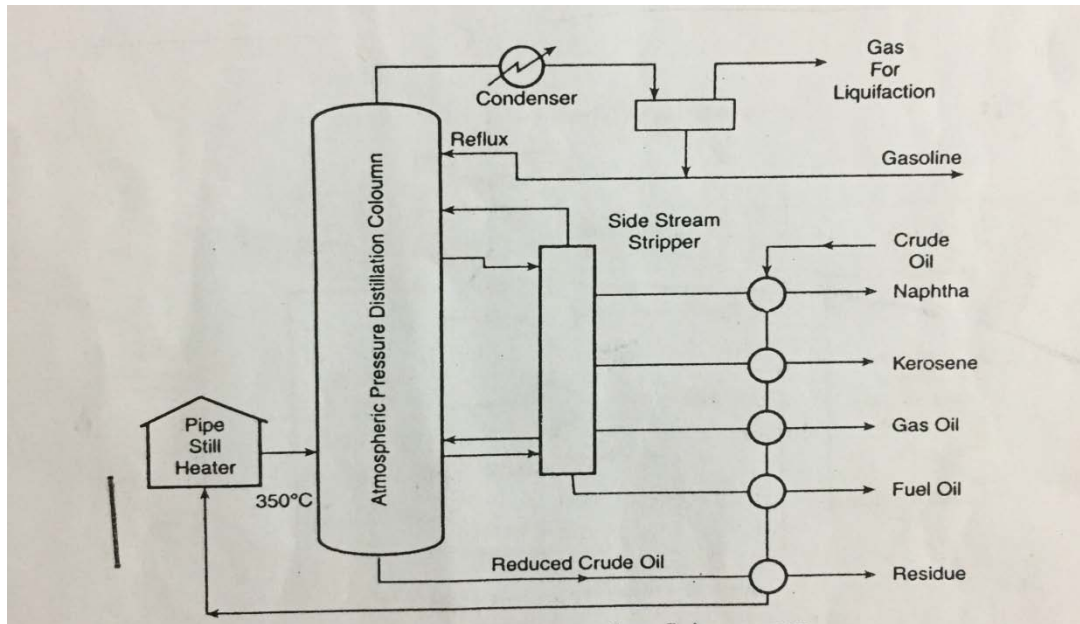 Gas
For
Liquifaction
Condenser
Reflux
Gasoline
Side Stream
Stripper
Crude
Oil
Naphtha
Atmospheric Pressure Distillation Coloumn
Kerosene
Pipe
Still
Heater
Gas Oil
350°C
Fuel Oil
Reduced Crude Oil
Residue